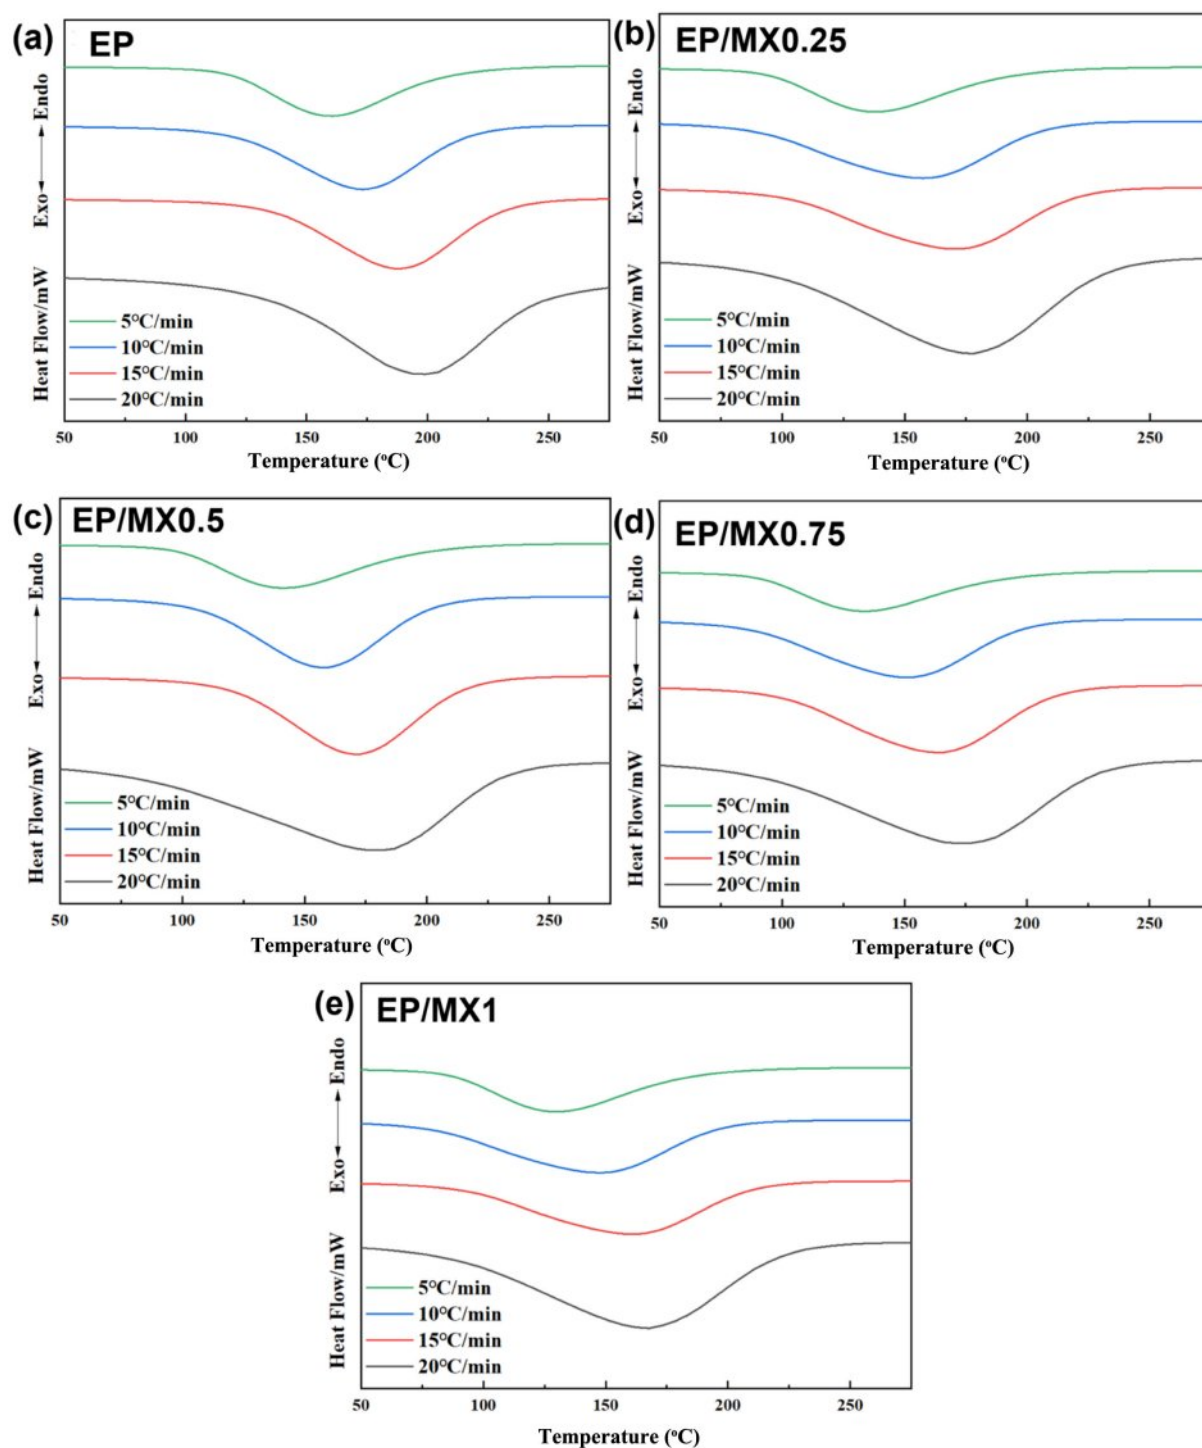 (a) EP
Heat Flow/mW Exo Endo
5°C/min
10°C/min
15°C/min
20°C/min
50 100 150 200 250
Temperature (°C)
(b) EP/MX0.25
Heat Flow/mW Exo Endo
5°C/min
10°C/min
15°C/min
20°C/min
50 100 150 200 250
Temperature (°C)
(c) EP/MX0.5
Heat Flow/mW Exo Endo
5°C/min
10°C/min
15°C/min
20°C/min
50 100 150 200 250
Temperature (°C)
(d) EP/MX0.75
Heat Flow/mW Exo Endo
5°C/min
10°C/min
15°C/min
20°C/min
50 100 150 200 250
Temperature (°C)
(e) EP/MX1
Heat Flow/mW Exo Endo
5°C/min
10°C/min
15°C/min
20°C/min
50 100 150 200 250
Temperature (°C)